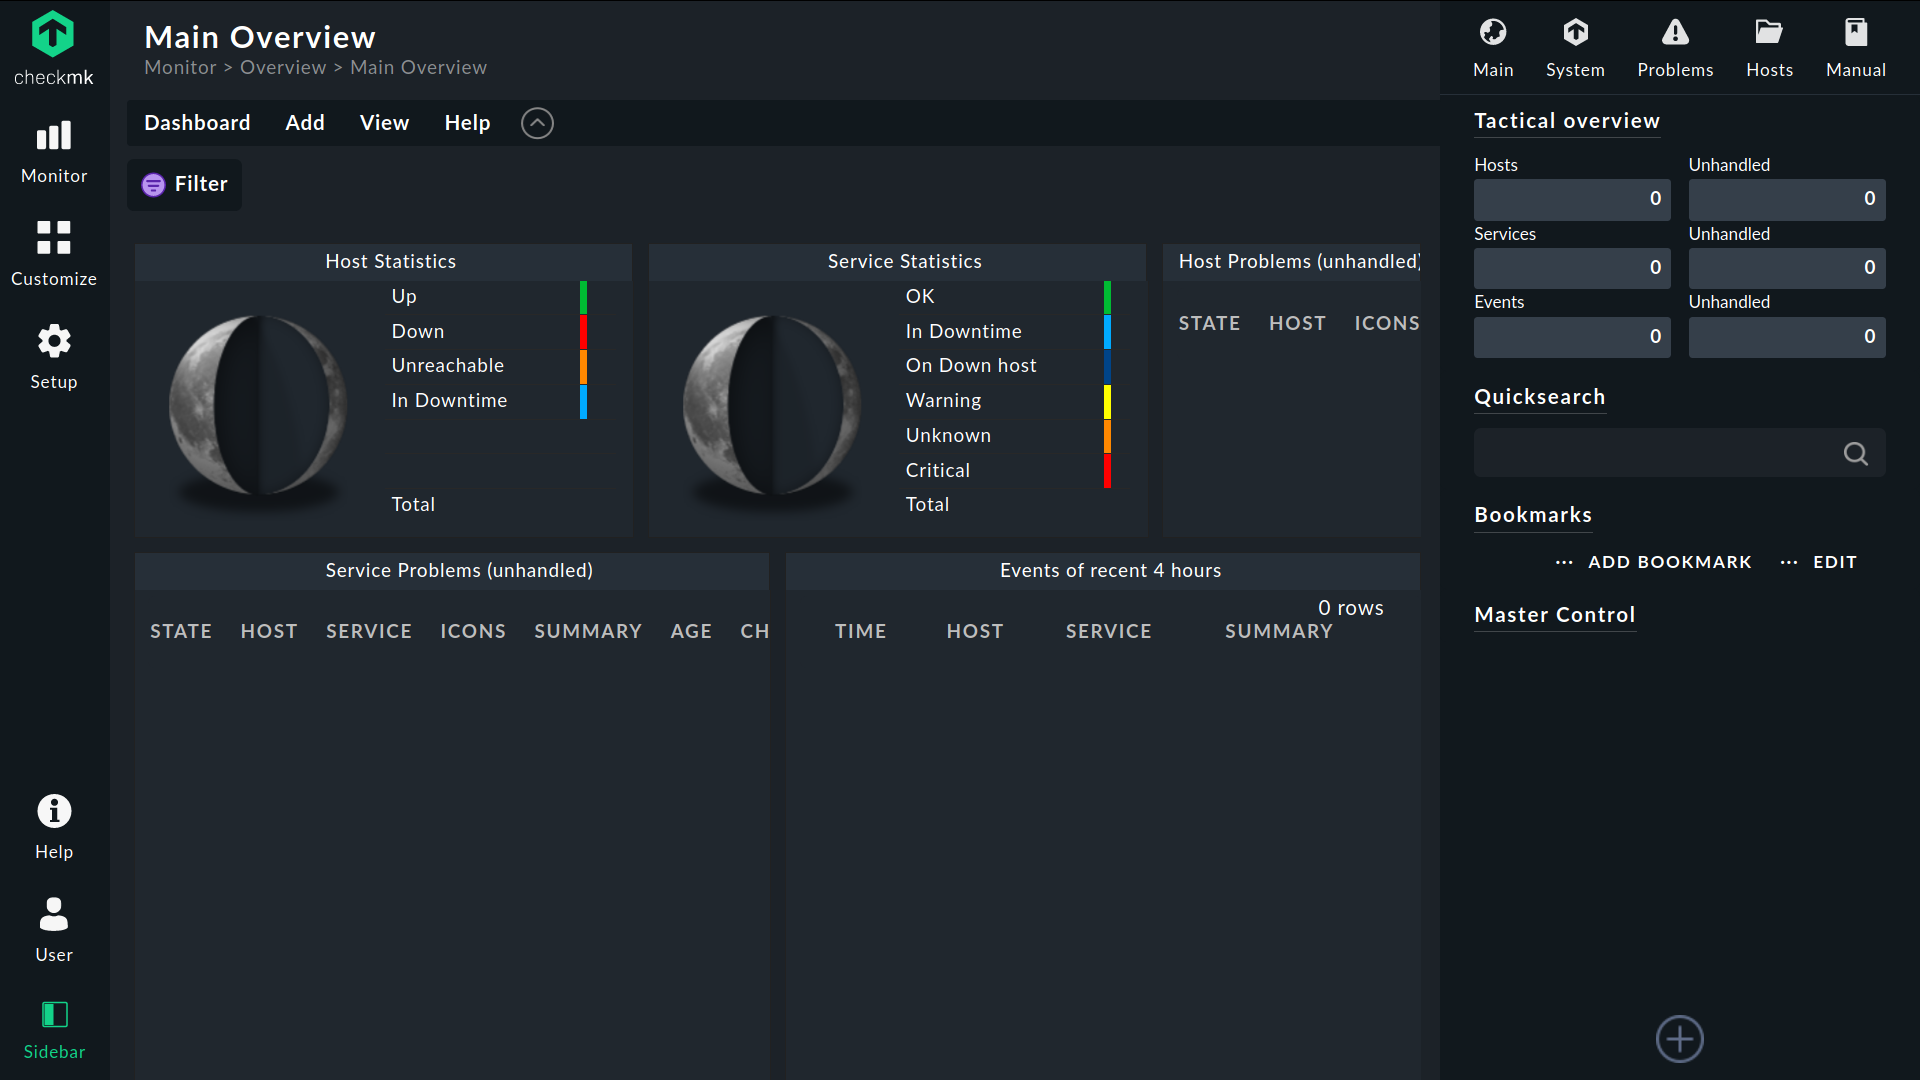 checkmk
Monitor
Customize
Setup
Help
User
Sidebar
Main Overview
Monitor > Overview > Main Overview
Dashboard Add View Help
Filter
Host Statistics
Up
Down
Unreachable
In Downtime
Total
Service Statistics
OK
In Downtime
On Down host
Warning
Unknown
Critical
Total
Host Problems (unhandled)
STATE HOST ICONS
Service Problems (unhandled)
STATE HOST SERVICE ICONS SUMMARY AGE CH
Events of recent 4 hours
0 rows
TIME HOST SERVICE SUMMARY
Main System Problems Hosts Manual
Tactical overview
Hosts Unhandled
0 0
Services Unhandled
0 0
Events Unhandled
0 0
Quicksearch
Bookmarks
... ADD BOOKMARK ... EDIT
Master Control